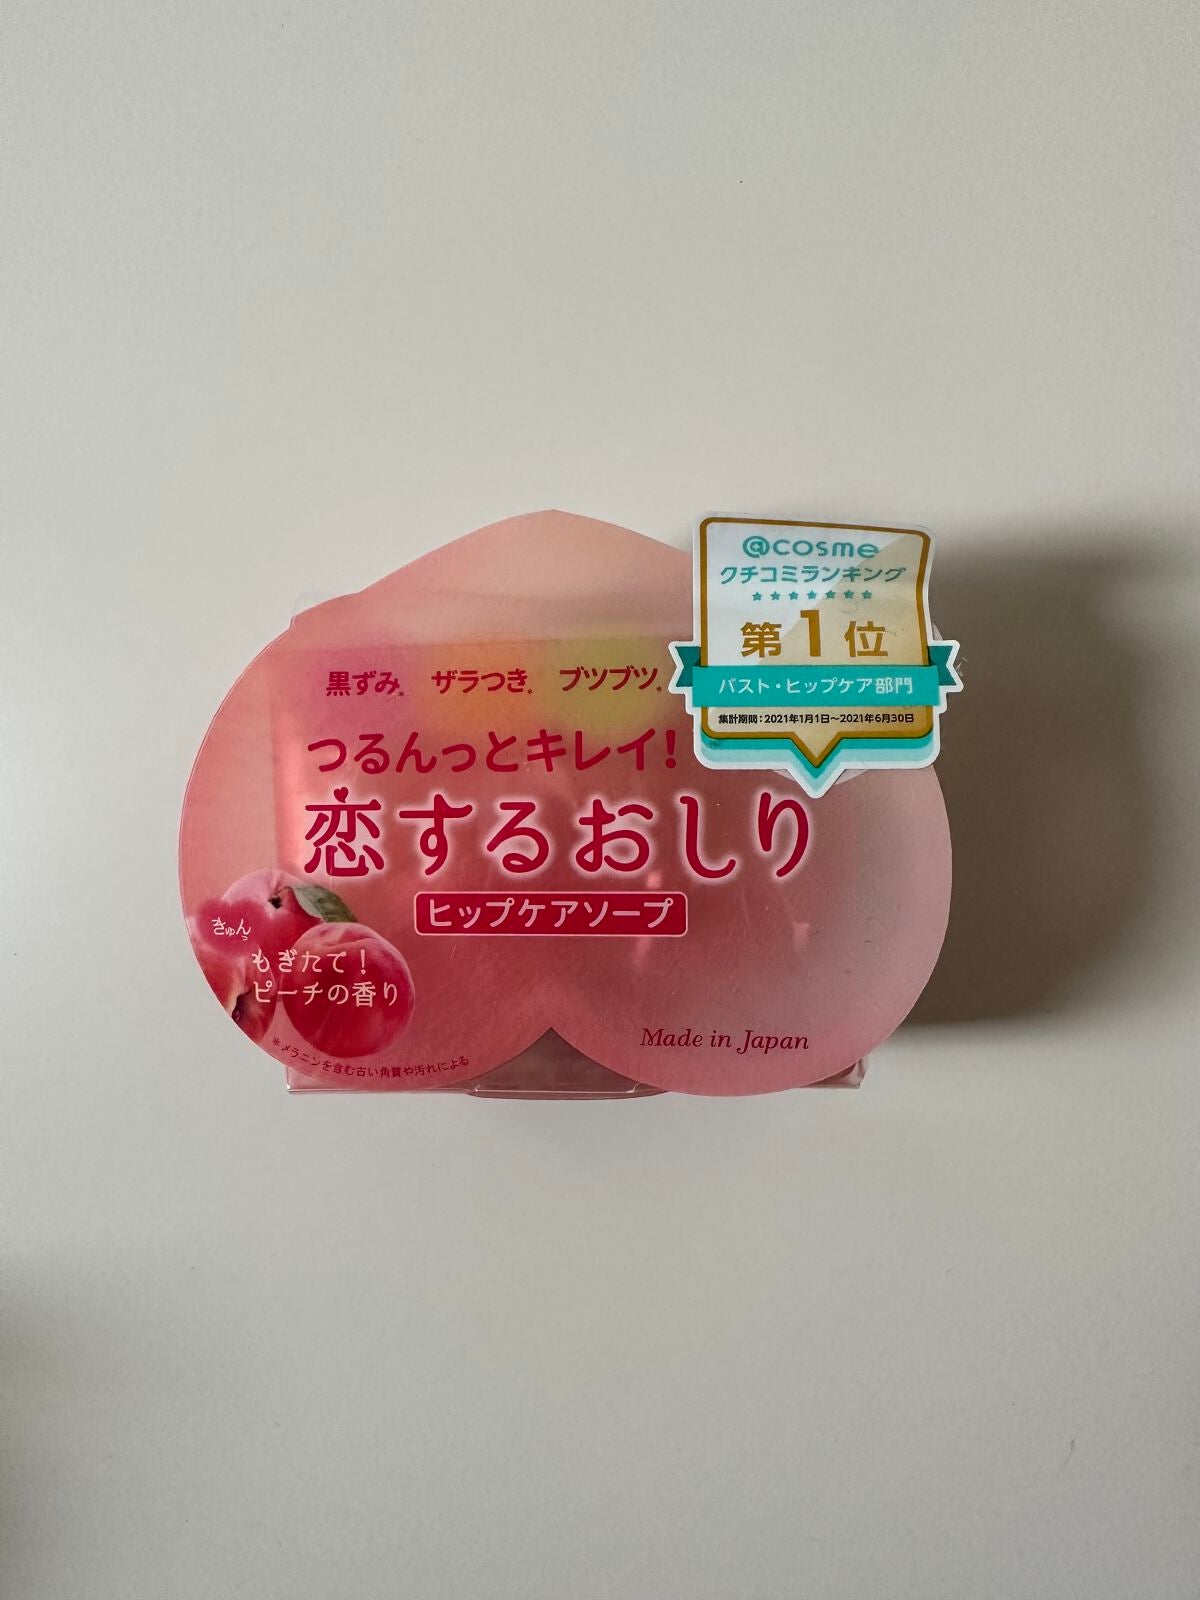 @cosme
クチコミランキング
第1位
バスト・ヒップケア部門
集計期間：2021年1月1日〜2021年6月30日
黒ずみ* ザラつき* ブツブツ*
つるんっとキレイ！
恋するおしり
ヒップケアソープ
きゅんっ
もぎたて！
ピーチの香り
*メラニンを含む古い角質や汚れによる
Made in Japan